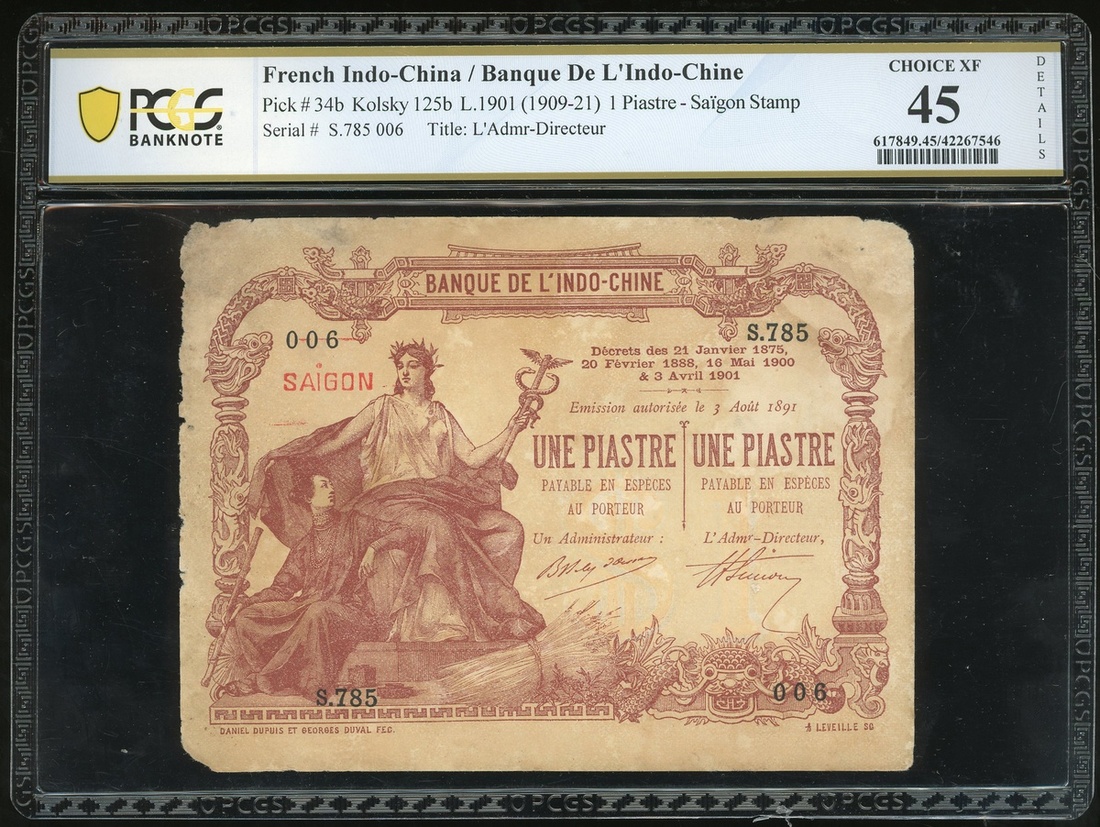 French Indo-China / Banque De L'Indo-Chine
Pick # 34b Kolsky 125b L.1901 (1909-21) 1 Piastre - Saïgon Stamp
Serial # S.785 006 Title: L'Admr-Directeur
PCGS
BANKNOTE
CHOICE XF
45
617849.45/42267546
DETAILS
BANQUE DE L'INDO-CHINE
006
S.785
SAÏGON
Décrets des 21 Janvier 1875,
20 Février 1888, 16 Mai 1900
& 3 Avril 1901
Emission autorisée le 3 Août 1891
UNE PIASTRE
PAYABLE EN ESPECES
AU PORTEUR
Un Administrateur :
UNE PIASTRE
PAYABLE EN ESPECES
AU PORTEUR
L'Admr-Directeur,
S.785
006
DANIEL DUPUIS ET GEORGES DUVAL FEC.
A LEVEILLE SC